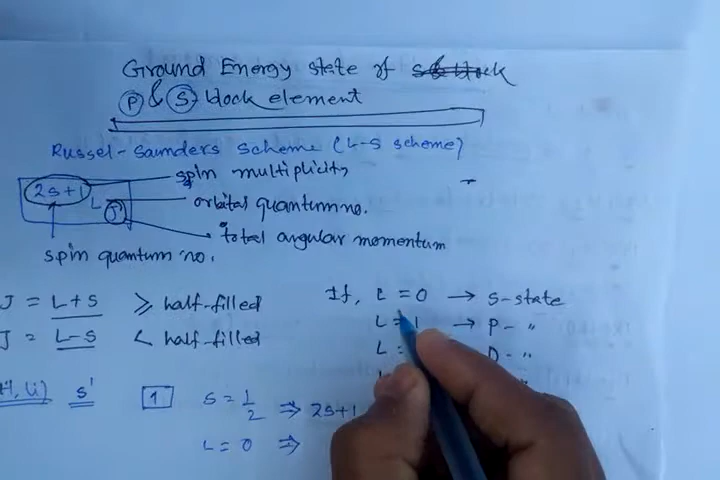 Ground Energy state of
P & S-block element
Russel-Saunders scheme (L-S scheme)
2s+1 L J
spin multiplicity
orbital quantum no.
total angular momentum
spin quantum no.
J = L+S ≥ half-filled
J = L-S < half-filled
If, L = 0 → S-state
L = 1 → P- "
L = D- "
H, Li) s¹ 1 S = 1/2 ⇒ 2s+1
L = 0 ⇒